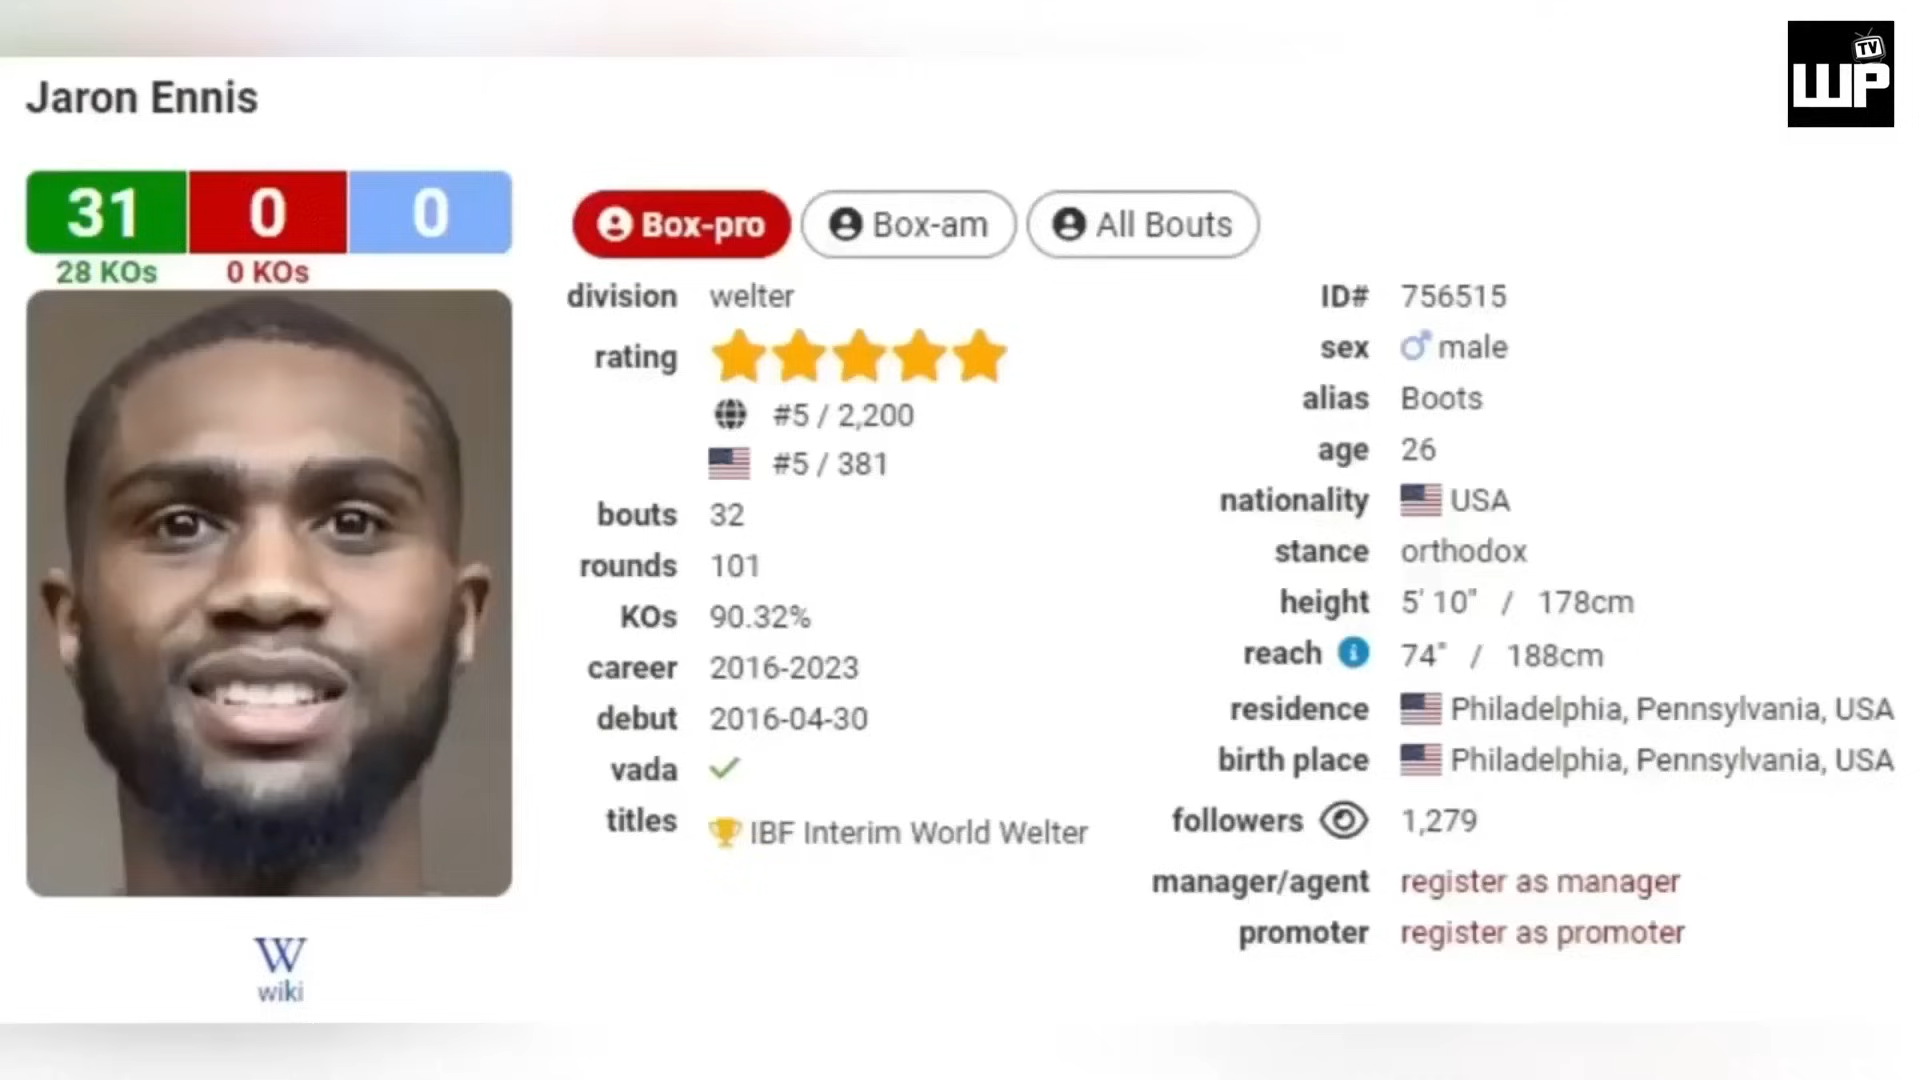 TV
WP
Jaron Ennis
31 0 0
28 KOs 0 KOs
Box-pro Box-am All Bouts
division welter
rating
#5 / 2,200
#5 / 381
bouts 32
rounds 101
KOs 90.32%
career 2016-2023
debut 2016-04-30
vada
titles IBF Interim World Welter
ID# 756515
sex male
alias Boots
age 26
nationality USA
stance orthodox
height 5' 10" / 178cm
reach i 74" / 188cm
residence Philadelphia, Pennsylvania, USA
birth place Philadelphia, Pennsylvania, USA
followers 1,279
manager/agent register as manager
promoter register as promoter
W
wiki